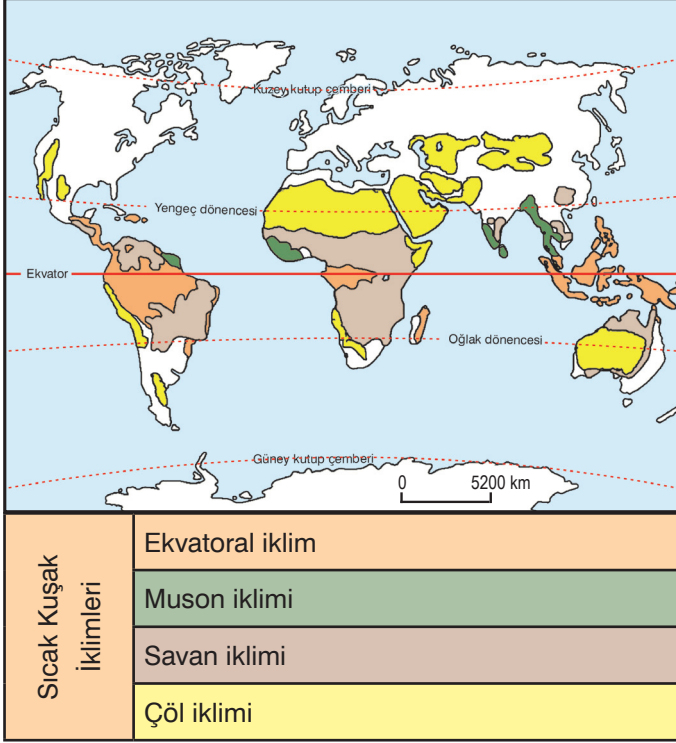 Kuzey kutup çemberi
Yengeç dönencesi
Ekvator
Oğlak dönencesi
Güney kutup çemberi
0 5200 km
Sıcak Kuşak
İklimleri
Ekvatoral iklim
Muson iklimi
Savan iklimi
Çöl iklimi